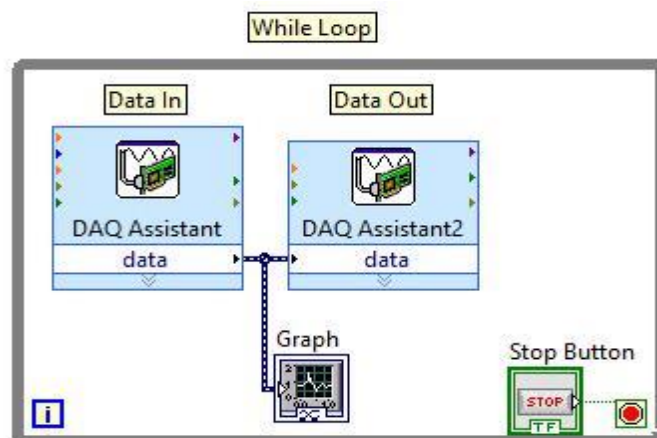 While Loop
Data In
Data Out
DAQ Assistant
DAQ Assistant2
data
data
Graph
Stop Button
STOP
TF
i